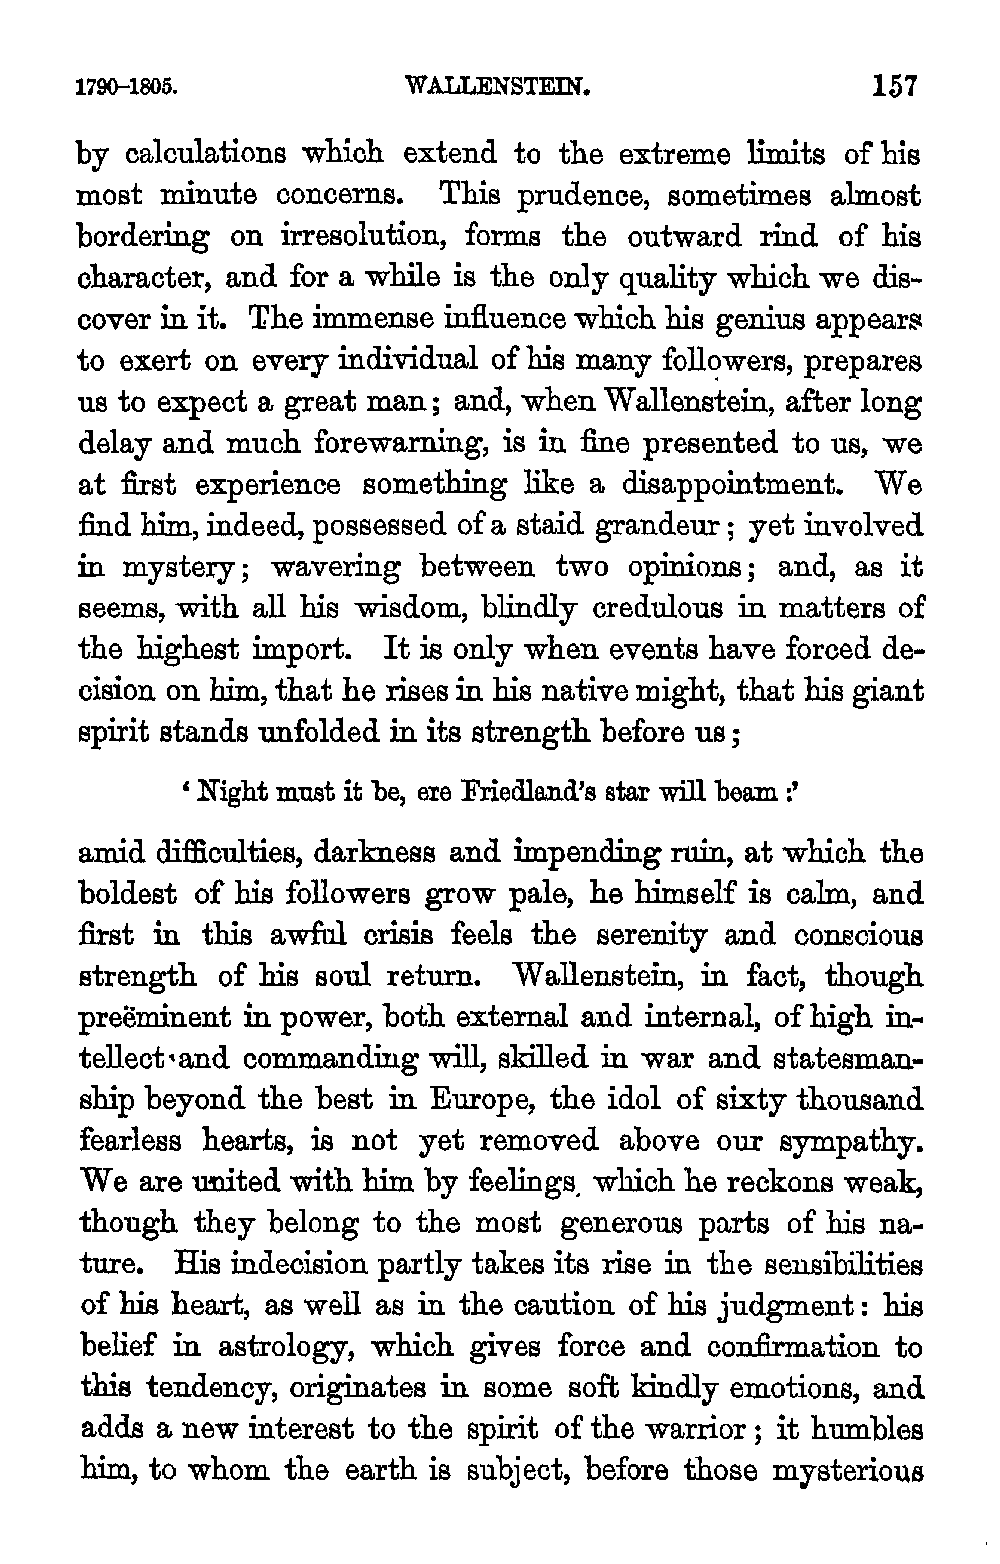 1790–1805. WALLENSTEIN. 157
by calculations which extend to the extreme limits of his
most minute concerns. This prudence, sometimes almost
bordering on irresolution, forms the outward rind of his
character, and for a while is the only quality which we dis-
cover in it. The immense influence which his genius appears
to exert on every individual of his many followers, prepares
us to expect a great man; and, when Wallenstein, after long
delay and much forewarning, is in fine presented to us, we
at first experience something like a disappointment. We
find him, indeed, possessed of a staid grandeur; yet involved
in mystery; wavering between two opinions; and, as it
seems, with all his wisdom, blindly credulous in matters of
the highest import. It is only when events have forced de-
cision on him, that he rises in his native might, that his giant
spirit stands unfolded in its strength before us;
‘Night must it be, ere Friedland’s star will beam:’
amid difficulties, darkness and impending ruin, at which the
boldest of his followers grow pale, he himself is calm, and
first in this awful crisis feels the serenity and conscious
strength of his soul return. Wallenstein, in fact, though
preëminent in power, both external and internal, of high in-
tellect and commanding will, skilled in war and statesman-
ship beyond the best in Europe, the idol of sixty thousand
fearless hearts, is not yet removed above our sympathy.
We are united with him by feelings which he reckons weak,
though they belong to the most generous parts of his na-
ture. His indecision partly takes its rise in the sensibilities
of his heart, as well as in the caution of his judgment: his
belief in astrology, which gives force and confirmation to
this tendency, originates in some soft kindly emotions, and
adds a new interest to the spirit of the warrior; it humbles
him, to whom the earth is subject, before those mysterious